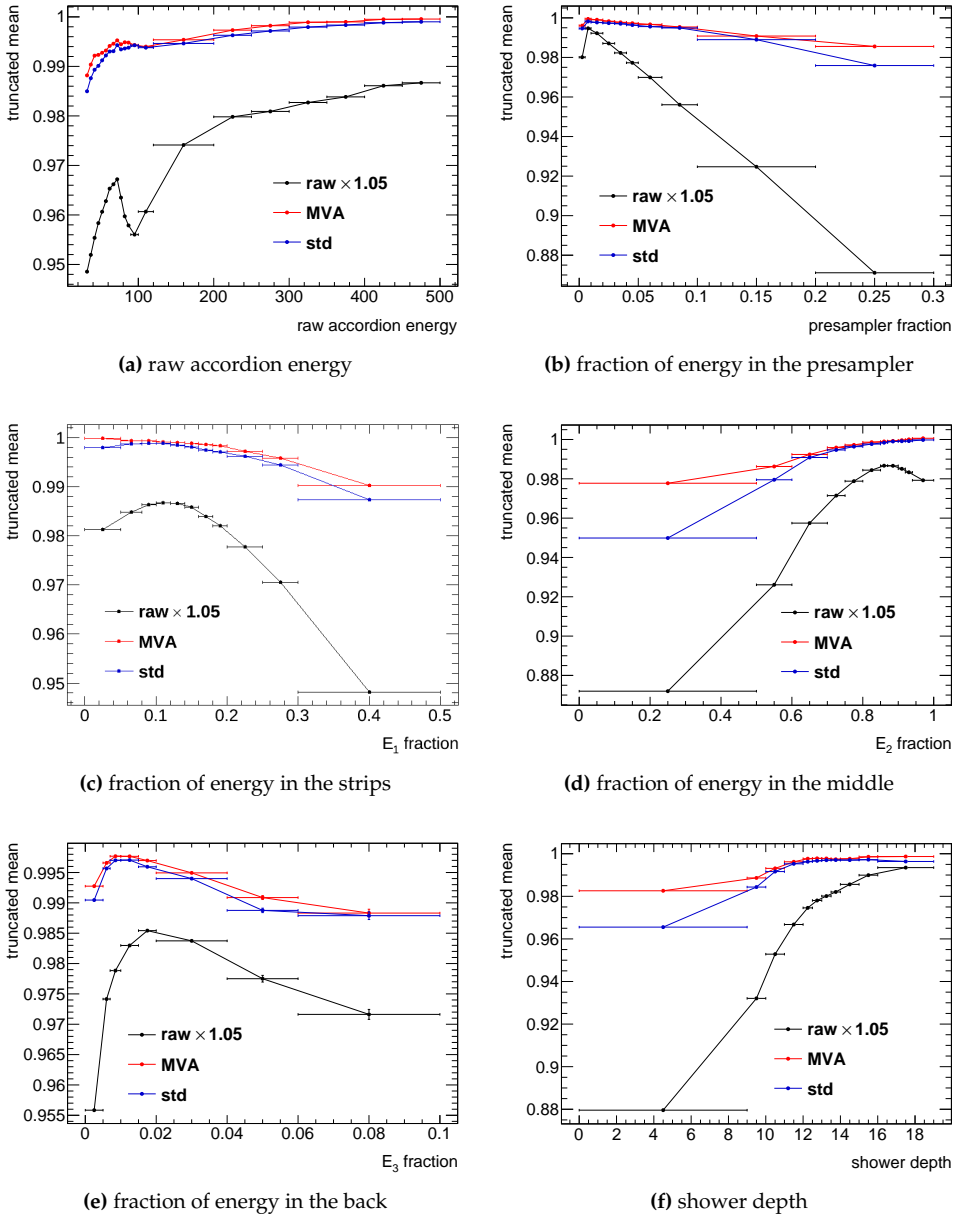 truncated mean
1
0.99
0.98
0.97
0.96
0.95
raw × 1.05
MVA
std
100 200 300 400 500
raw accordion energy
(a) raw accordion energy
truncated mean
1
0.98
0.96
0.94
0.92
0.9
0.88
raw × 1.05
MVA
std
0 0.05 0.1 0.15 0.2 0.25 0.3
presampler fraction
(b) fraction of energy in the presampler
truncated mean
1
0.99
0.98
0.97
0.96
0.95
raw × 1.05
MVA
std
0 0.1 0.2 0.3 0.4 0.5
E1 fraction
(c) fraction of energy in the strips
truncated mean
1
0.98
0.96
0.94
0.92
0.9
0.88
raw × 1.05
MVA
std
0 0.2 0.4 0.6 0.8 1
E2 fraction
(d) fraction of energy in the middle
truncated mean
0.995
0.99
0.985
0.98
0.975
0.97
0.965
0.96
0.955
raw × 1.05
MVA
std
0 0.02 0.04 0.06 0.08 0.1
E3 fraction
(e) fraction of energy in the back
truncated mean
1
0.98
0.96
0.94
0.92
0.9
0.88
raw × 1.05
MVA
std
0 2 4 6 8 10 12 14 16 18
shower depth
(f) shower depth